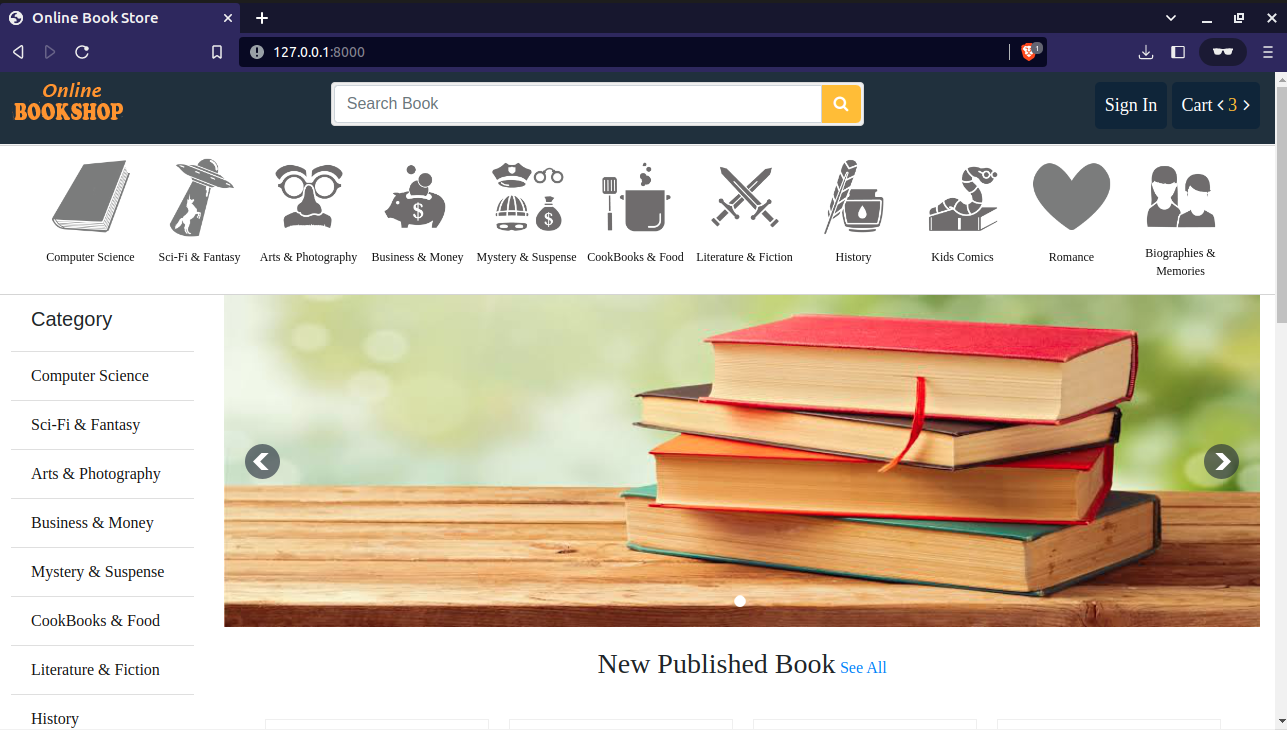 Online Book Store
127.0.0.1:8000
1
Online
BOOKSHOP
Search Book
Sign In
Cart < 3 >
$
$
Computer Science
Sci-Fi & Fantasy
Arts & Photography
Business & Money
Mystery & Suspense
CookBooks & Food
Literature & Fiction
History
Kids Comics
Romance
Biographies &
Memories
Category
Computer Science
Sci-Fi & Fantasy
Arts & Photography
Business & Money
Mystery & Suspense
CookBooks & Food
Literature & Fiction
History
New Published Book See All